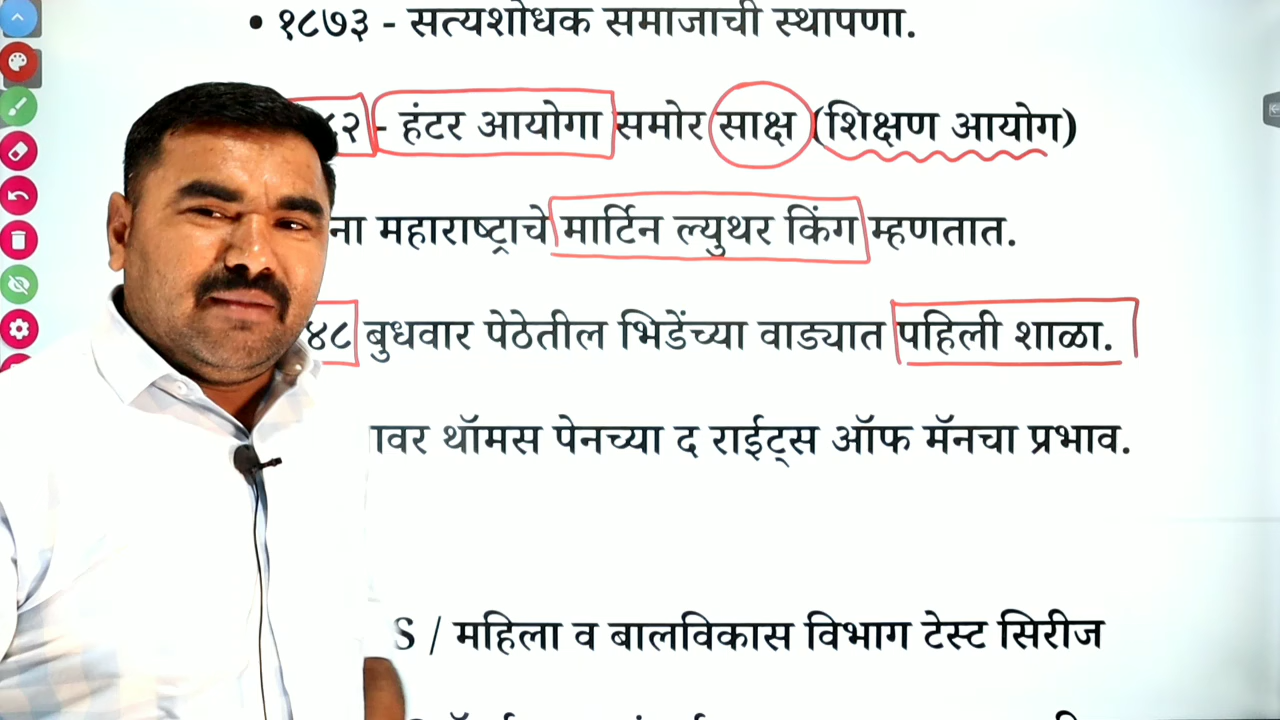 • १८७३ - सत्यशोधक समाजाची स्थापणा.
८२ - हंटर आयोगा समोर साक्ष (शिक्षण आयोग)
ना महाराष्ट्राचे मार्टिन ल्युथर किंग म्हणतात.
४८ बुधवार पेठेतील भिडेंच्या वाड्यात पहिली शाळा.
वर थॉमस पेनच्या द राईट्स ऑफ मॅनचा प्रभाव.
S / महिला व बालविकास विभाग टेस्ट सिरीज